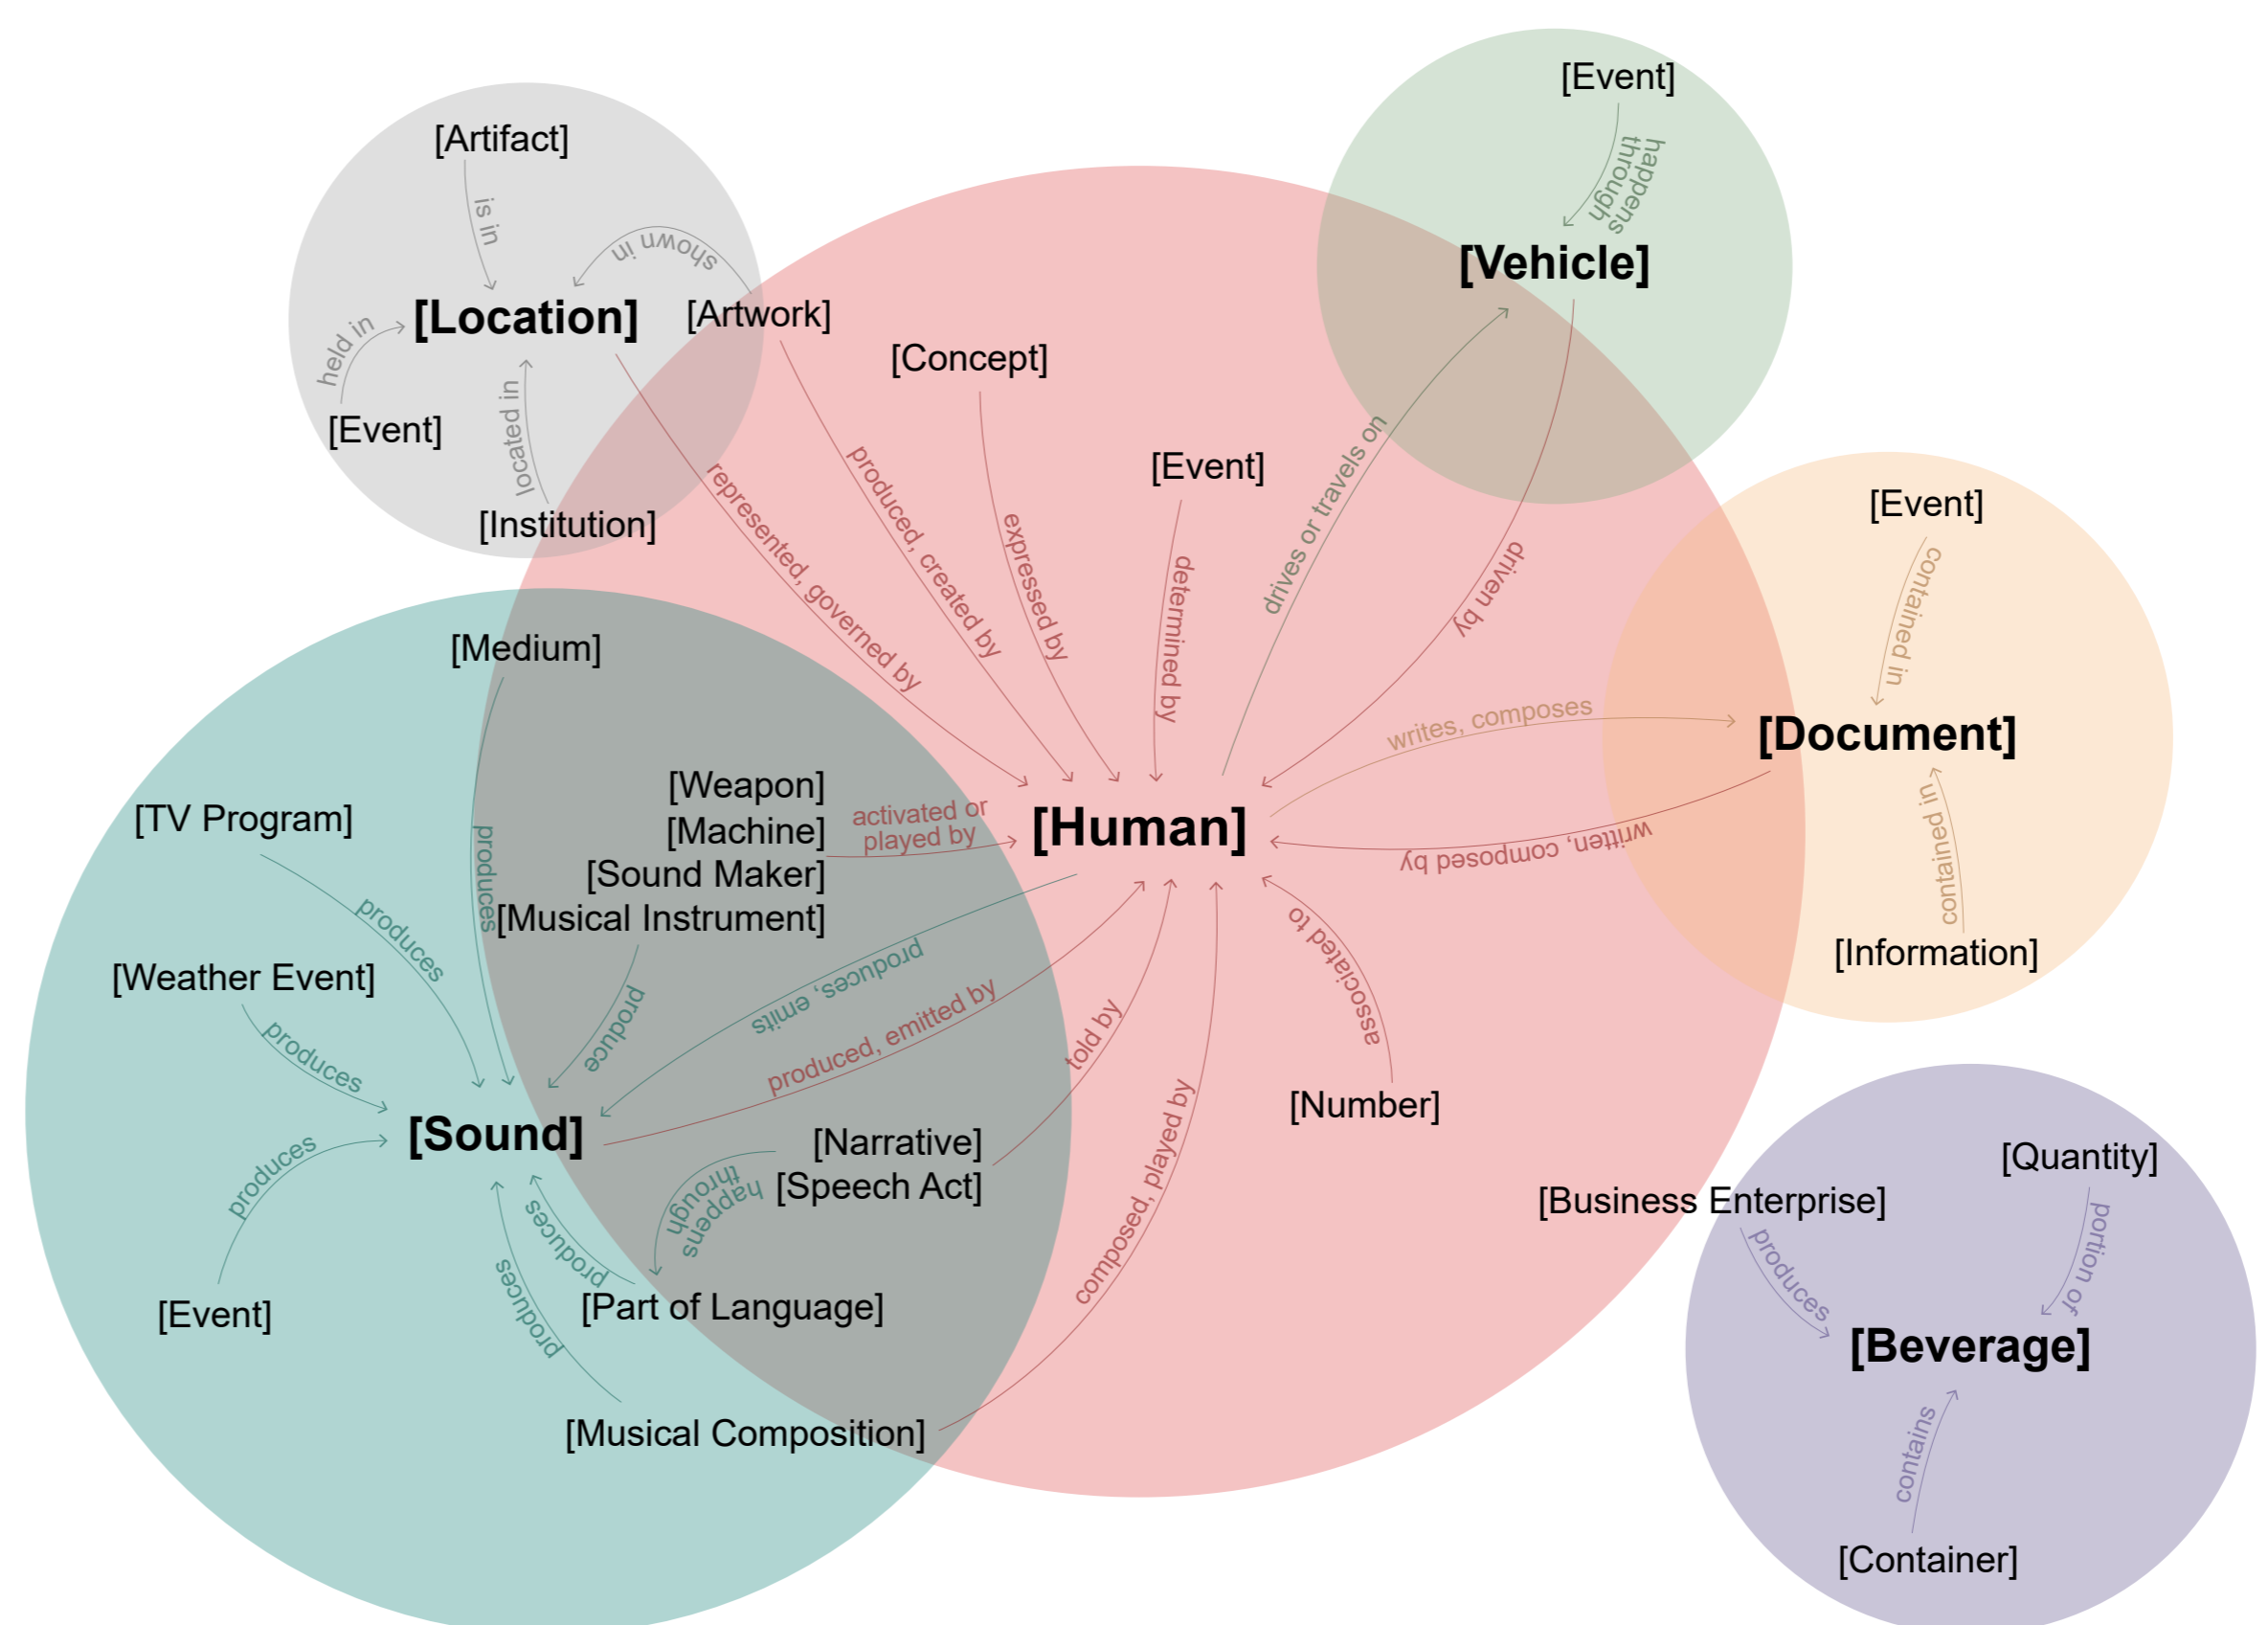 [Event]
happens
through
[Vehicle]
[Artifact]
is in
shown in
[Location]
[Artwork]
held in
[Event]
located in
[Institution]
[Concept]
[Event]
represented, governed by
produced, created by
expressed by
determined by
drives or travels on
driven by
[Event]
contained in
[Document]
writes, composes
written, composed by
contained in
[Information]
[Medium]
produces
[TV Program]
produces
[Weapon]
[Machine]
[Sound Maker]
[Musical Instrument]
activated or
played by
[Human]
[Weather Event]
produces
produce
produces, emits
produced, emitted by
told by
associated to
[Number]
[Sound]
produces
[Event]
[Narrative]
[Speech Act]
happens
through
produces
[Part of Language]
produces
[Musical Composition]
composed, played by
[Quantity]
[Business Enterprise]
produces
portion of
[Beverage]
contains
[Container]